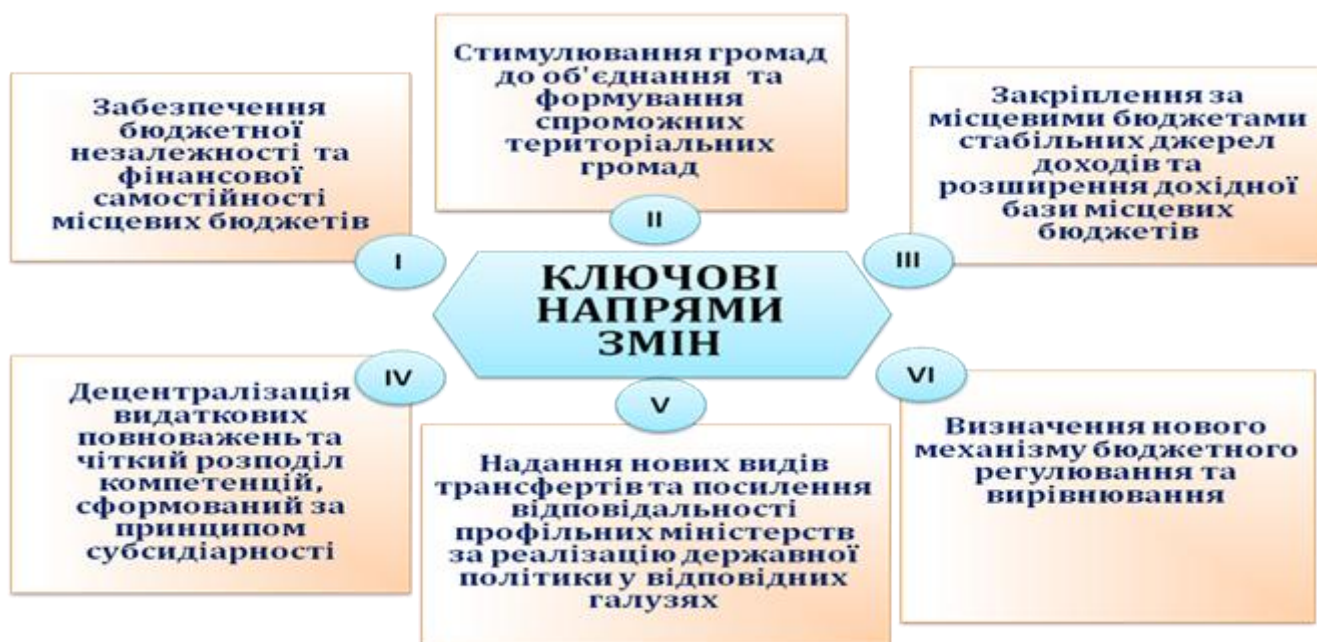 Забезпечення
бюджетної
незалежності та
фінансової
самостійності
місцевих бюджетів
I
Стимулювання громад
до об'єднання та
формування
спроможних
територіальних
громад
II
Закріплення за
місцевими бюджетами
стабільних джерел
доходів та
розширення дохідної
бази місцевих
бюджетів
III
КЛЮЧОВІ
НАПРЯМИ
ЗМІН
IV
Децентралізація
видаткових
повноважень та
чіткий розподіл
компетенцій,
сформований за
принципом
субсидіарності
V
Надання нових видів
трансфертів та посилення
відповідальності
профільних міністерств
за реалізацію державної
політики у відповідних
галузях
VI
Визначення нового
механізму бюджетного
регулювання та
вирівнювання